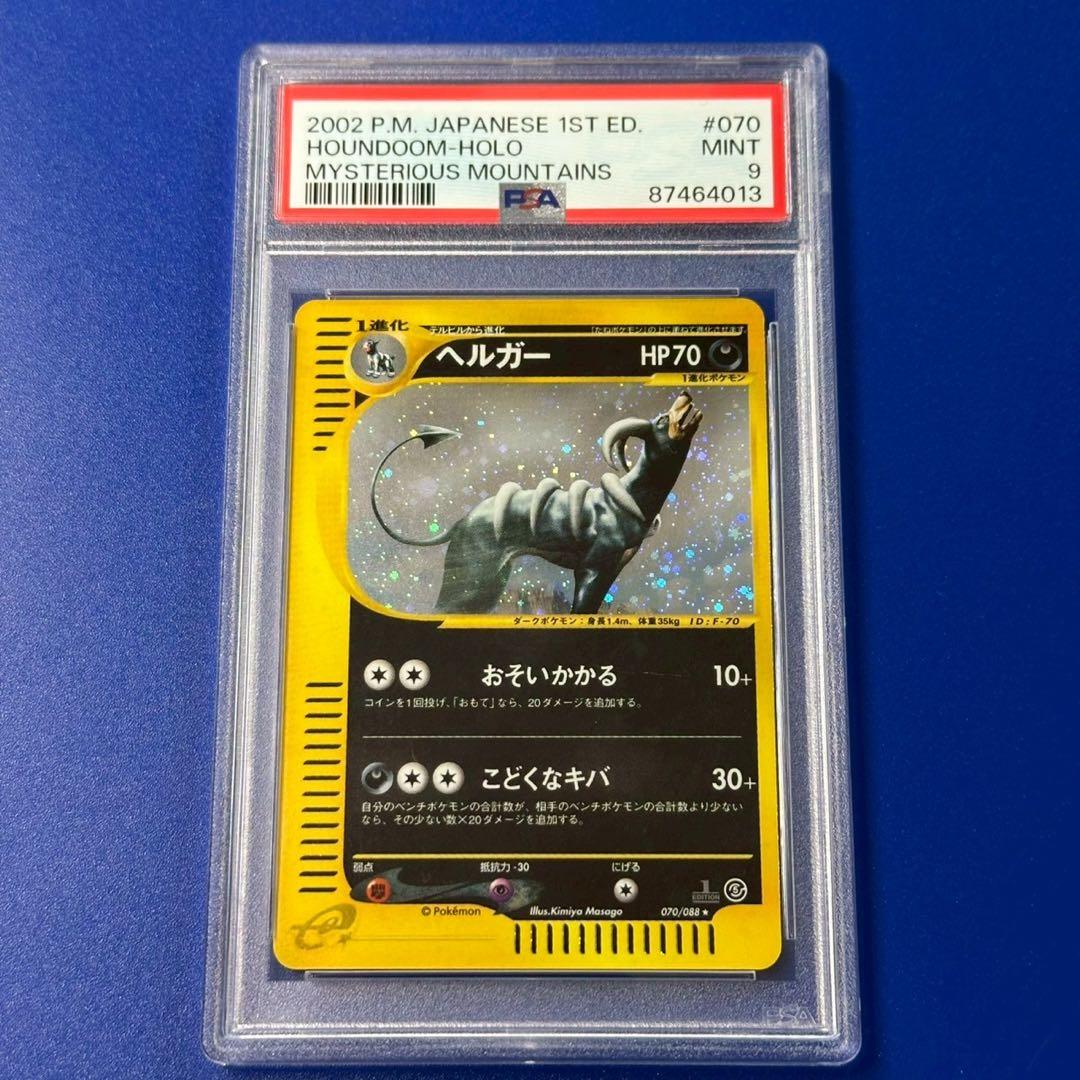 2002 P.M. JAPANESE 1ST ED. #070
HOUNDOOM-HOLO MINT
MYSTERIOUS MOUNTAINS 9
PSA 87464013
1進化 デルビルから進化 「たねポケモン」の上に重ねて進化させます。
ヘルガー HP70
1進化ポケモン
ダークポケモン：身長1.4m、体重35kg ID：F-70
おそいかかる 10+
コインを1回投げ、「おもて」なら、20ダメージを追加する。
こどくなキバ 30+
自分のベンチポケモンの合計数が、相手のベンチポケモンの合計数より少ない
なら、その少ない数×20ダメージを追加する。
弱点 抵抗力-30 にげる
1 EDITION 5
©Pokémon Illus.Kimiya Masago 070/088★
e
PSA